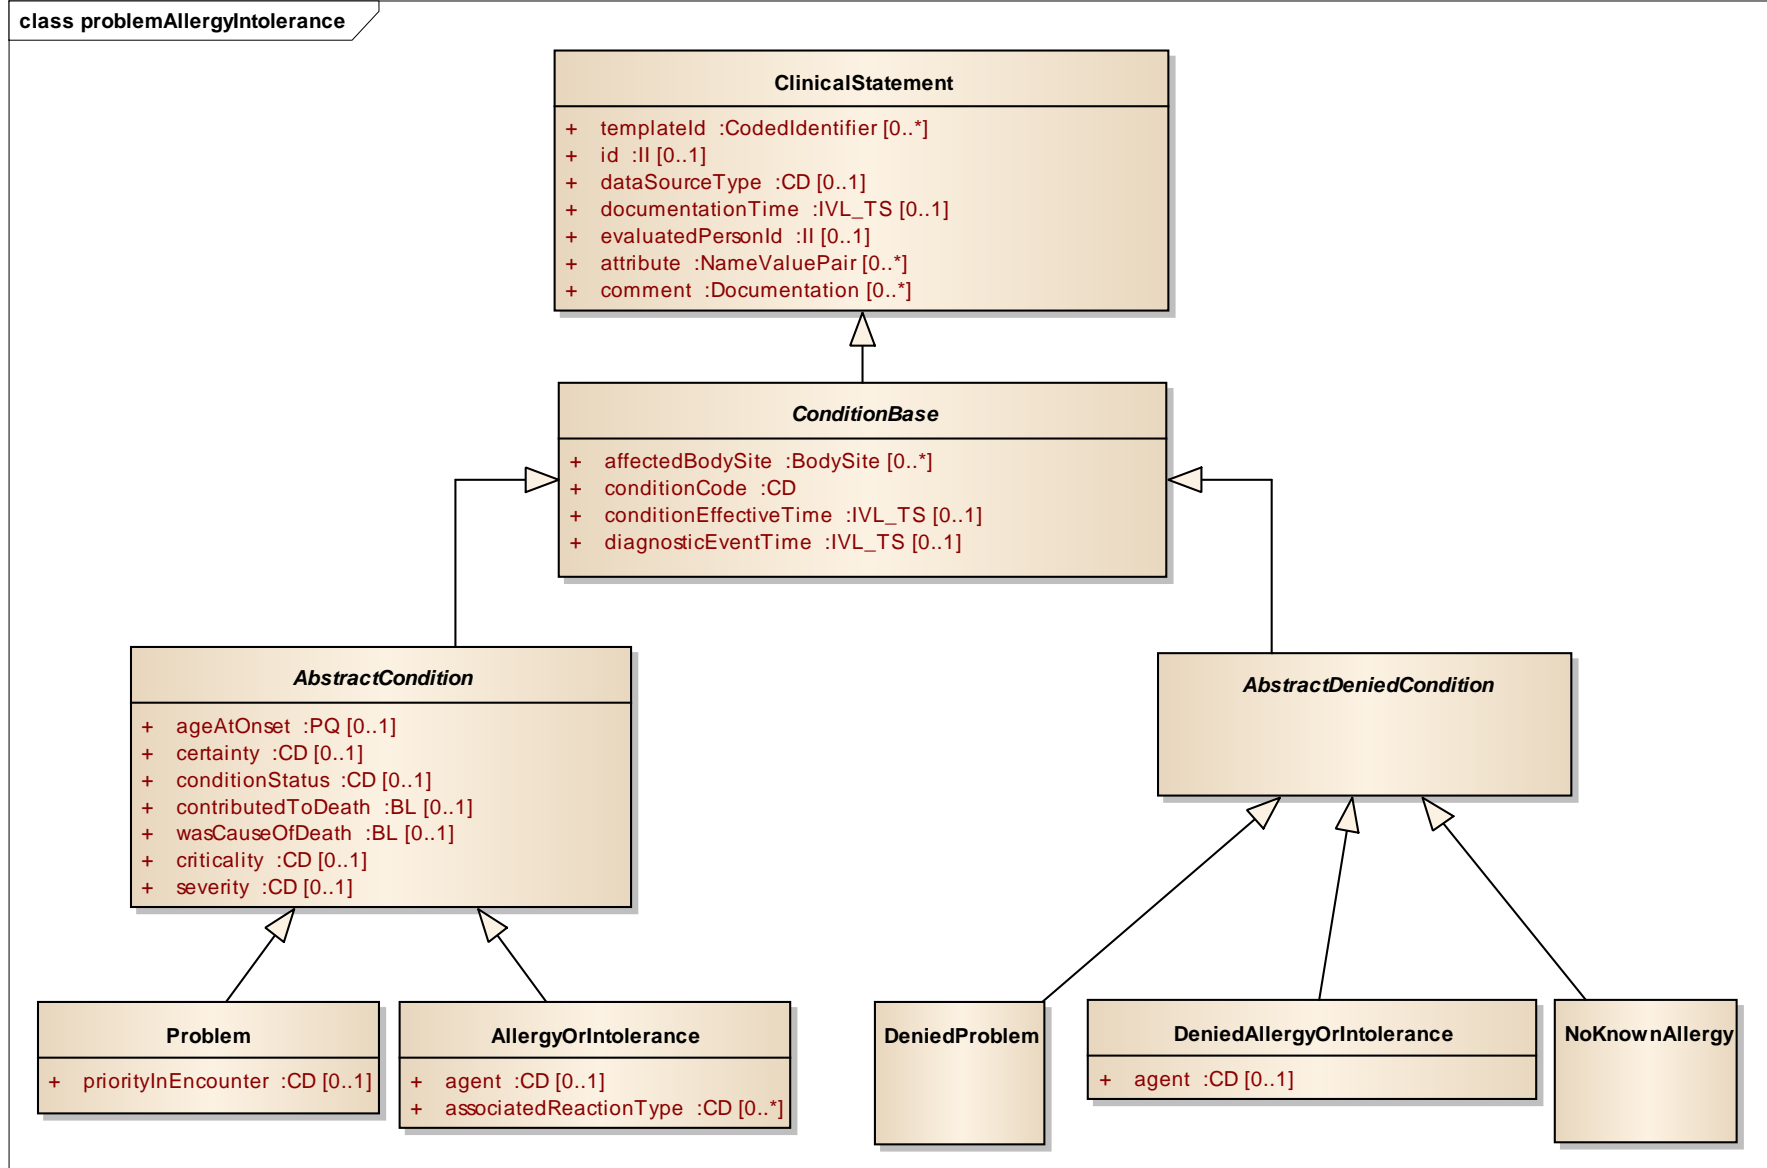 class problemAllergyIntolerance
ClinicalStatement
+ templateId :CodedIdentifier [0..*]
+ id :II [0..1]
+ dataSourceType :CD [0..1]
+ documentationTime :IVL_TS [0..1]
+ evaluatedPersonId :II [0..1]
+ attribute :NameValuePair [0..*]
+ comment :Documentation [0..*]
ConditionBase
+ affectedBodySite :BodySite [0..*]
+ conditionCode :CD
+ conditionEffectiveTime :IVL_TS [0..1]
+ diagnosticEventTime :IVL_TS [0..1]
AbstractCondition
+ ageAtOnset :PQ [0..1]
+ certainty :CD [0..1]
+ conditionStatus :CD [0..1]
+ contributedToDeath :BL [0..1]
+ wasCauseOfDeath :BL [0..1]
+ criticality :CD [0..1]
+ severity :CD [0..1]
AbstractDeniedCondition
Problem
+ priorityInEncounter :CD [0..1]
AllergyOrIntolerance
+ agent :CD [0..1]
+ associatedReactionType :CD [0..*]
DeniedProblem
DeniedAllergyOrIntolerance
+ agent :CD [0..1]
NoKnownAllergy